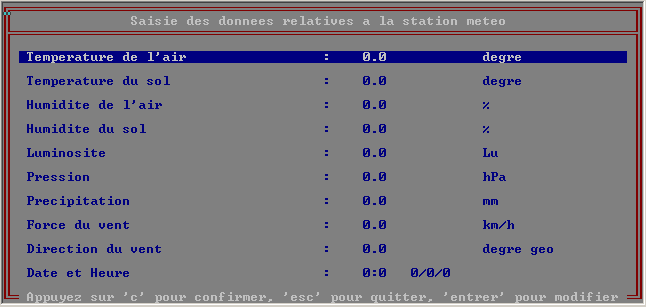 Saisie des donnees relatives a la station meteo
Temperature de l'air : 0.0 degre
Temperature du sol : 0.0 degre
Humidite de l'air : 0.0 %
Humidite du sol : 0.0 %
Luminosite : 0.0 Lu
Pression : 0.0 hPa
Precipitation : 0.0 mm
Force du vent : 0.0 km/h
Direction du vent : 0.0 degre geo
Date et Heure : 0:0 0/0/0
Appuyez sur 'c' pour confirmer, 'esc' pour quitter, 'entrer' pour modifier